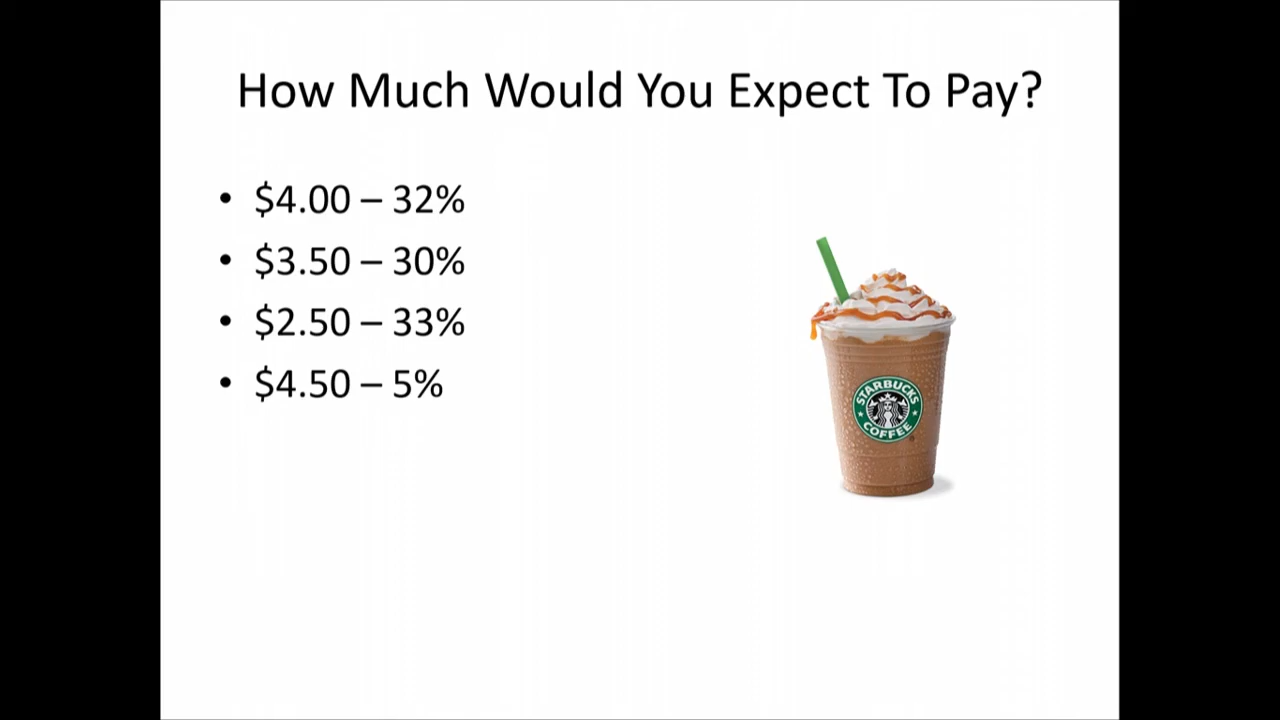 How Much Would You Expect To Pay?
• $4.00 – 32%
• $3.50 – 30%
• $2.50 – 33%
• $4.50 – 5%
STARBUCKS
COFFEE